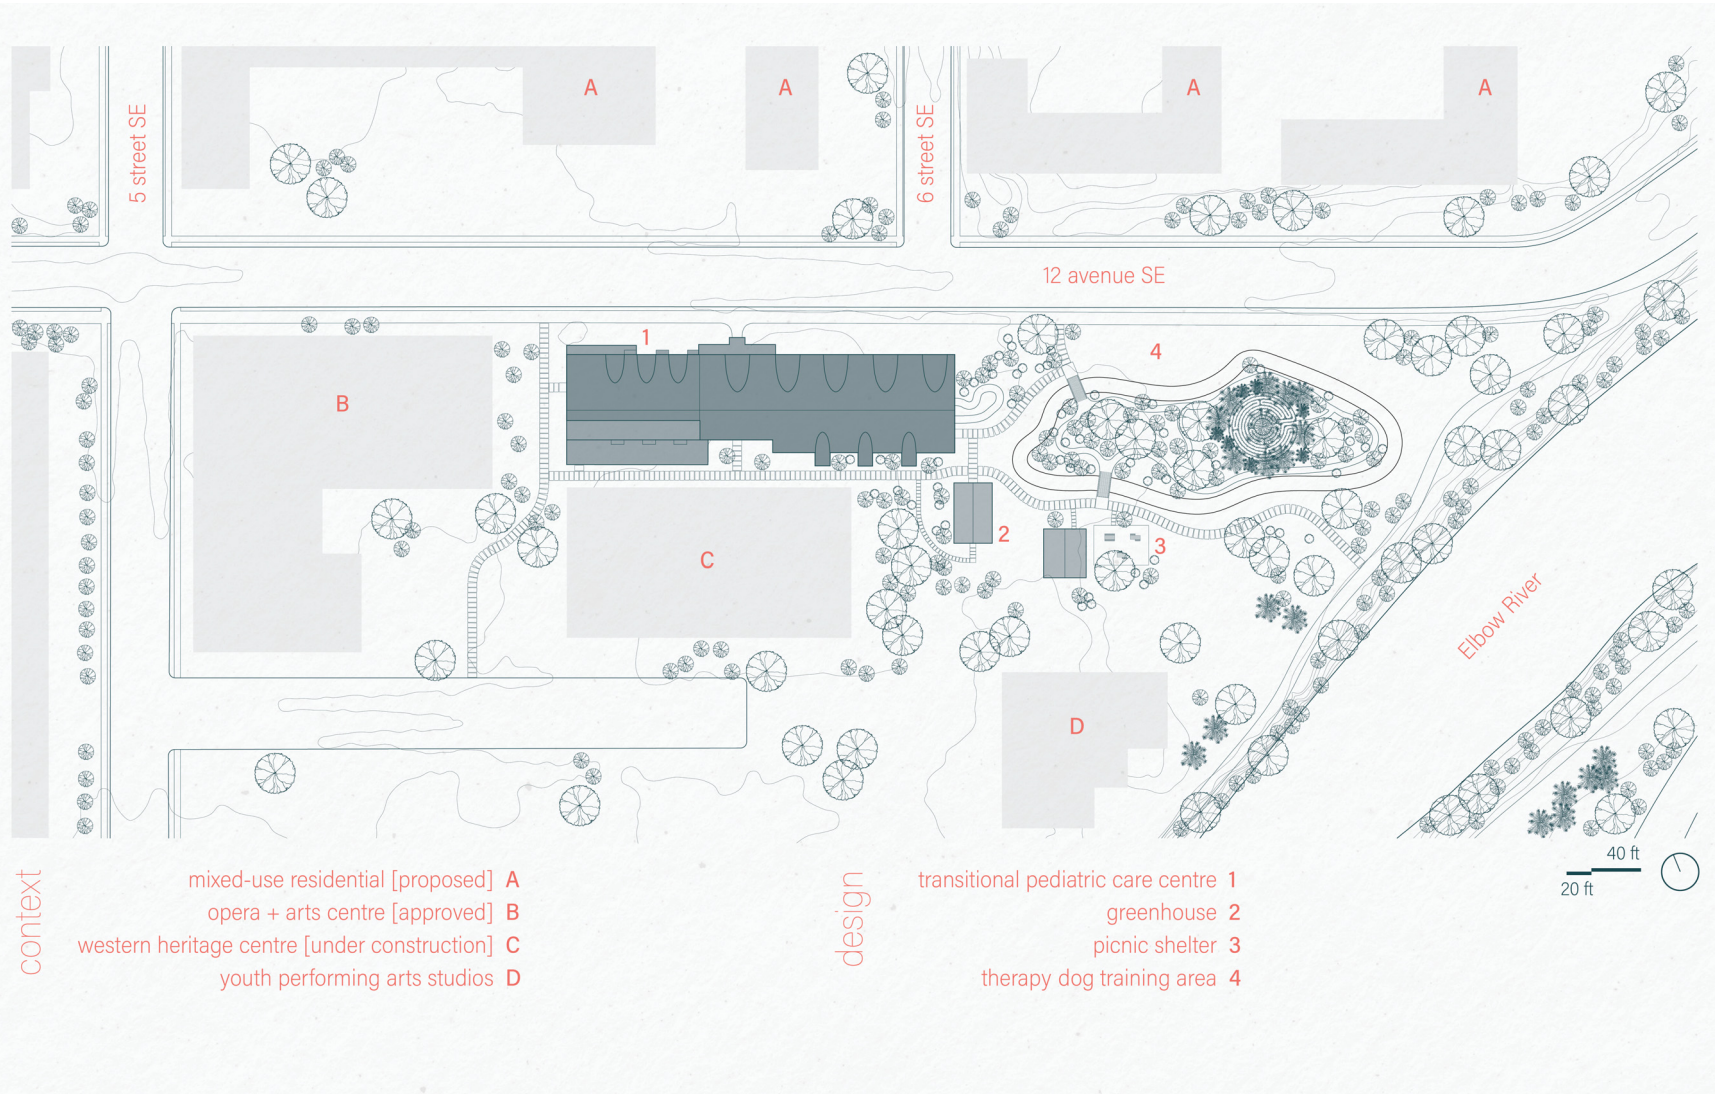 A
A
A
A
5 street SE
6 street SE
12 avenue SE
1
4
B
2
3
C
Elbow River
D
40 ft
20 ft
context
mixed-use residential [proposed] A
opera + arts centre [approved] B
western heritage centre [under construction] C
youth performing arts studios D
design
transitional pediatric care centre 1
greenhouse 2
picnic shelter 3
therapy dog training area 4